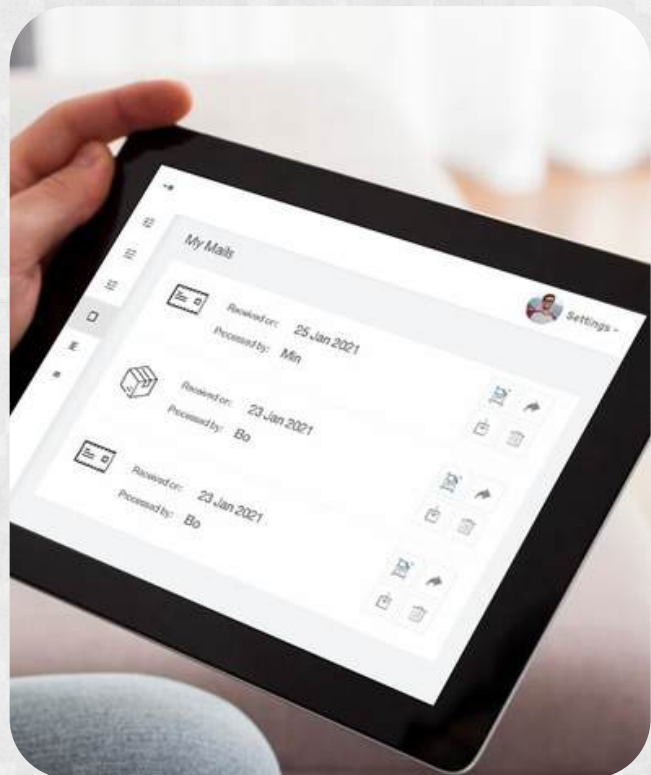 My Mails
Settings
Received on: 25 Jan 2021
Processed by: Min
Received on: 23 Jan 2021
Processed by: Bo
Received on: 23 Jan 2021
Processed by: Bo